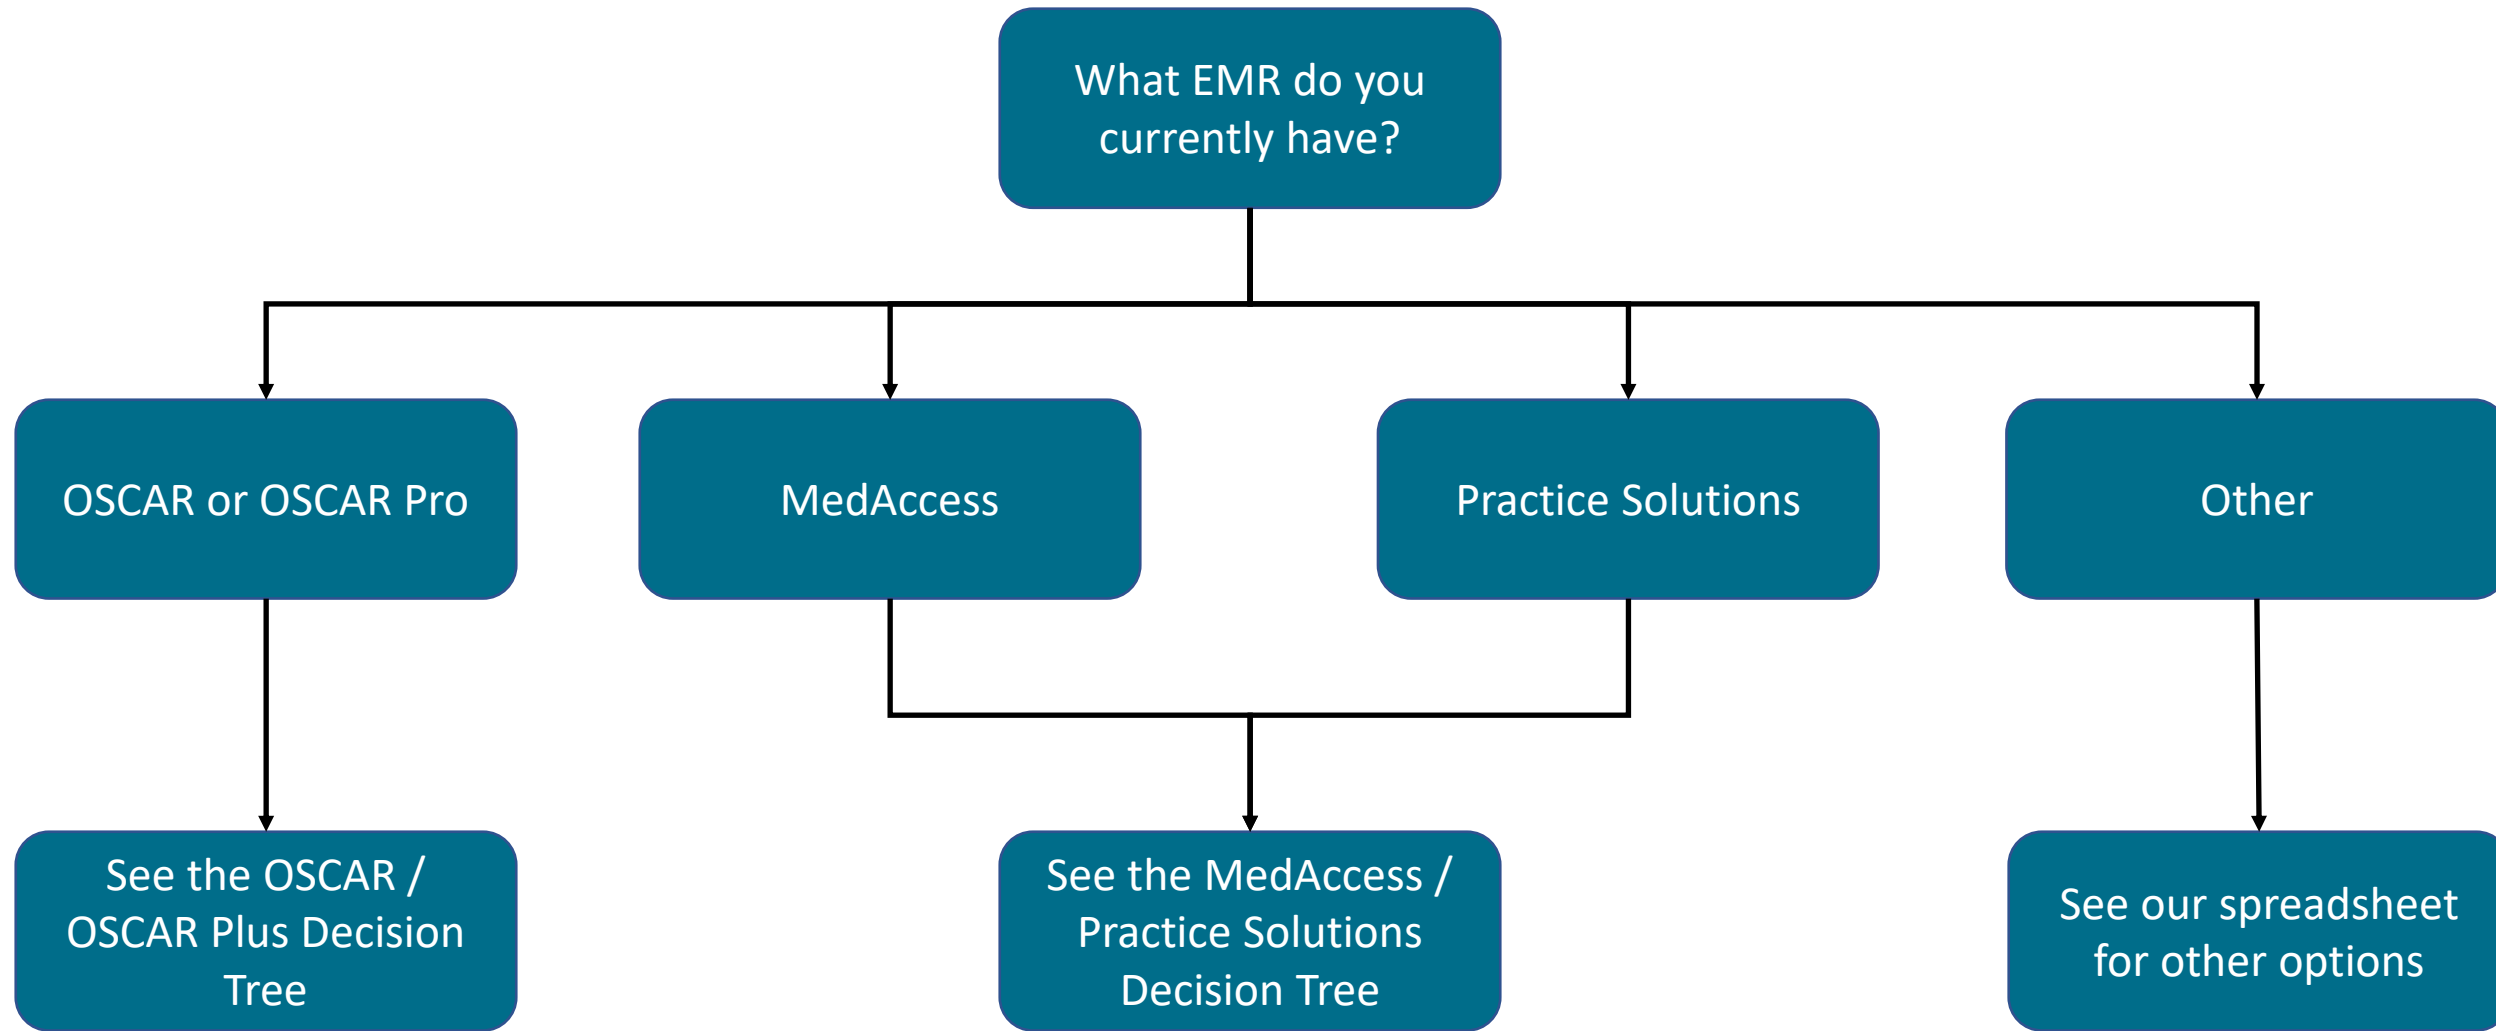 What EMR do you
currently have?
OSCAR or OSCAR Pro
MedAccess
Practice Solutions
Other
See the OSCAR /
OSCAR Plus Decision
Tree
See the MedAccess /
Practice Solutions
Decision Tree
See our spreadsheet
for other options